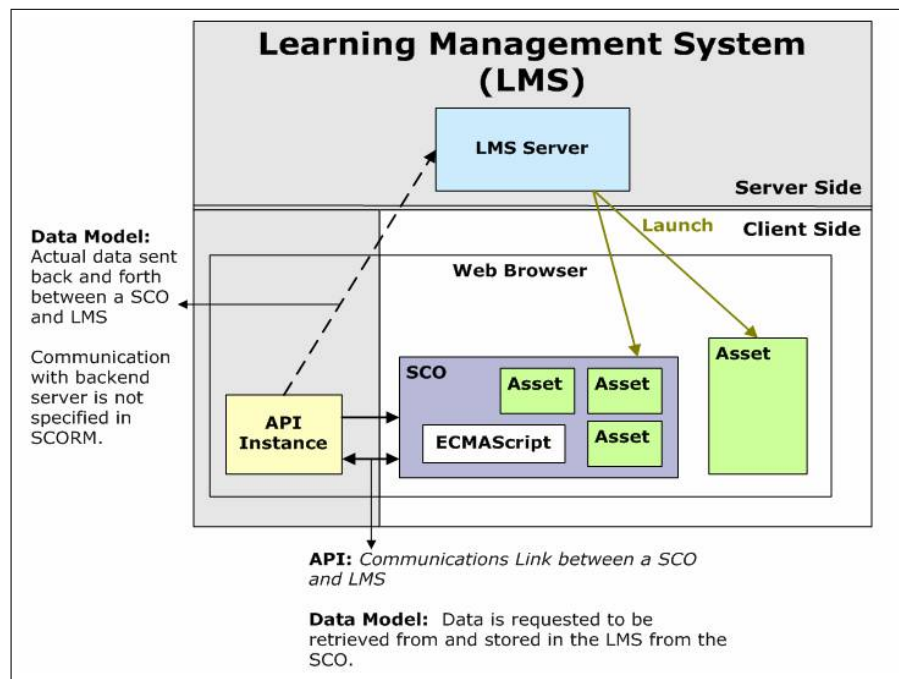 Learning Management System
(LMS)
LMS Server
Server Side
Launch
Client Side
Data Model:
Actual data sent
back and forth
between a SCO
and LMS
Communication
with backend
server is not
specified in
SCORM.
Web Browser
Asset
SCO
Asset
Asset
API
Instance
ECMAScript
Asset
API: Communications Link between a SCO
and LMS
Data Model: Data is requested to be
retrieved from and stored in the LMS from the
SCO.